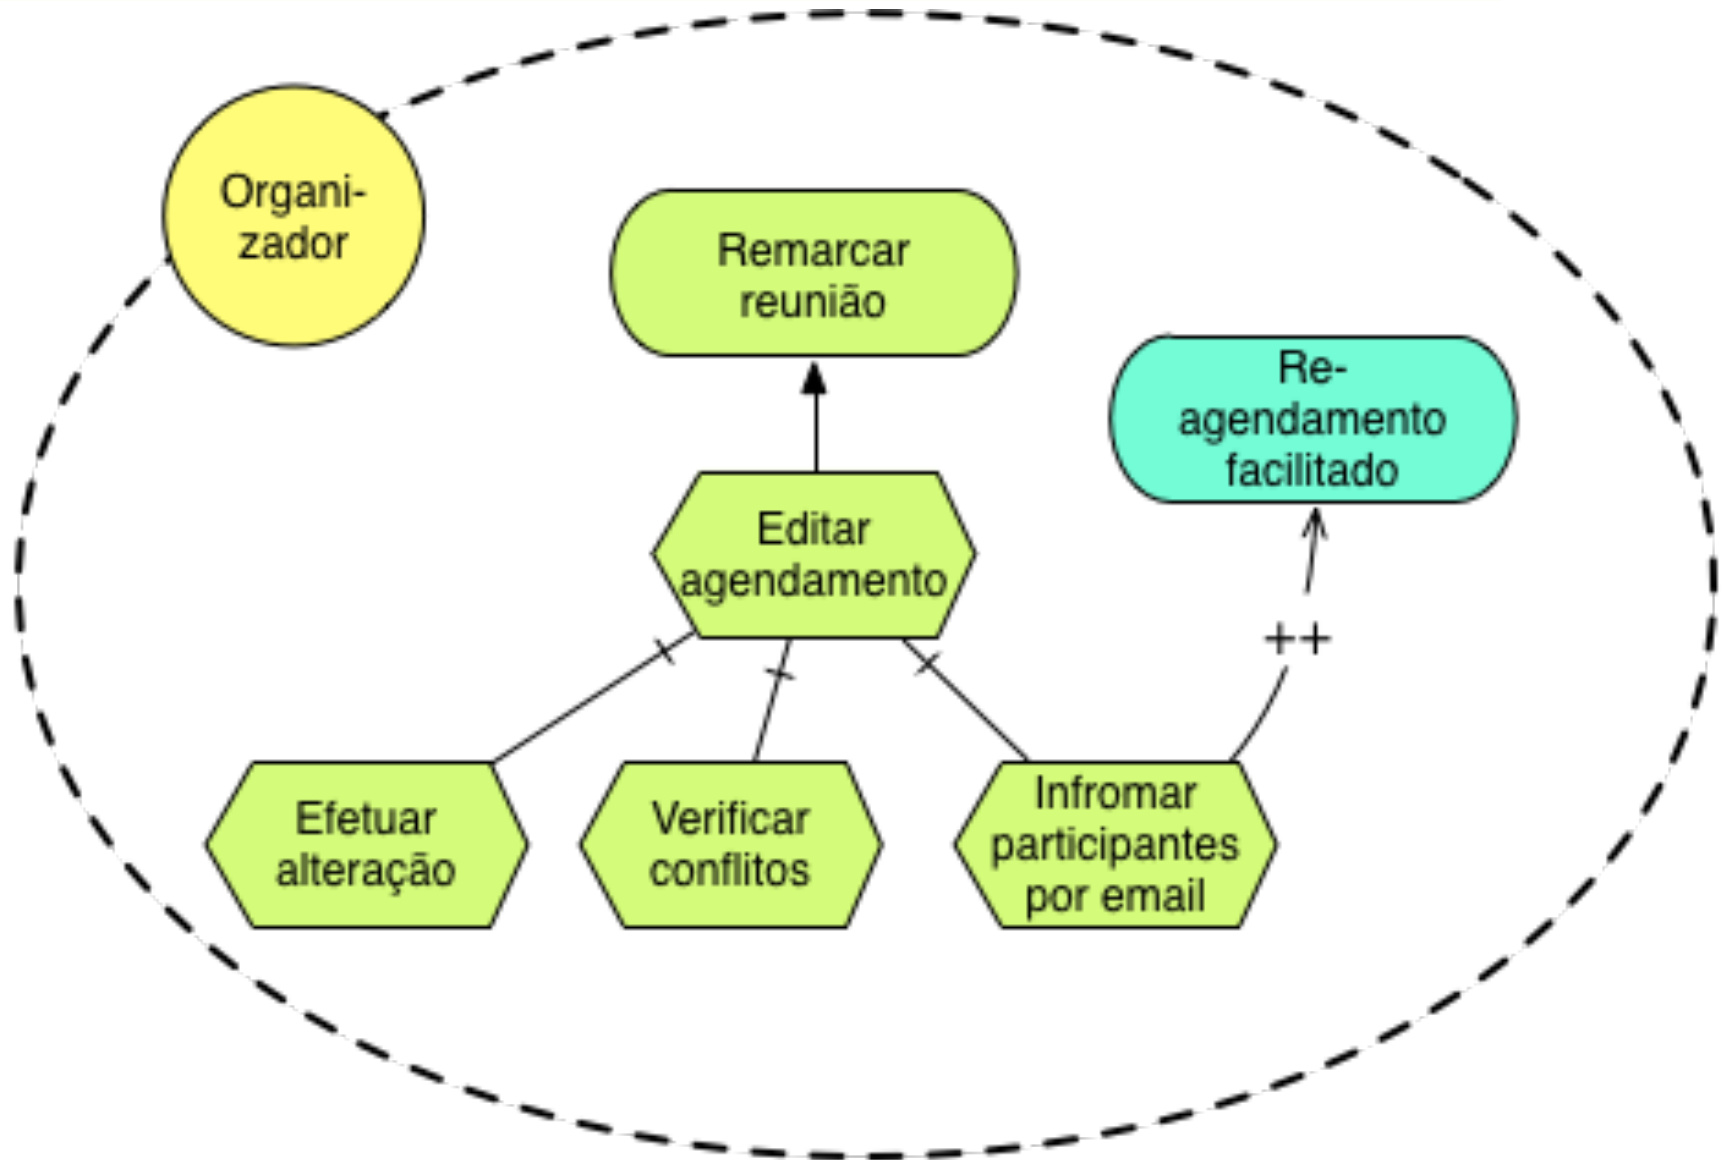 Organi-
zador
Remarcar
reunião
Re-
agendamento
facilitado
Editar
agendamento
++
Efetuar
alteração
Verificar
conflitos
Infromar
participantes
por email